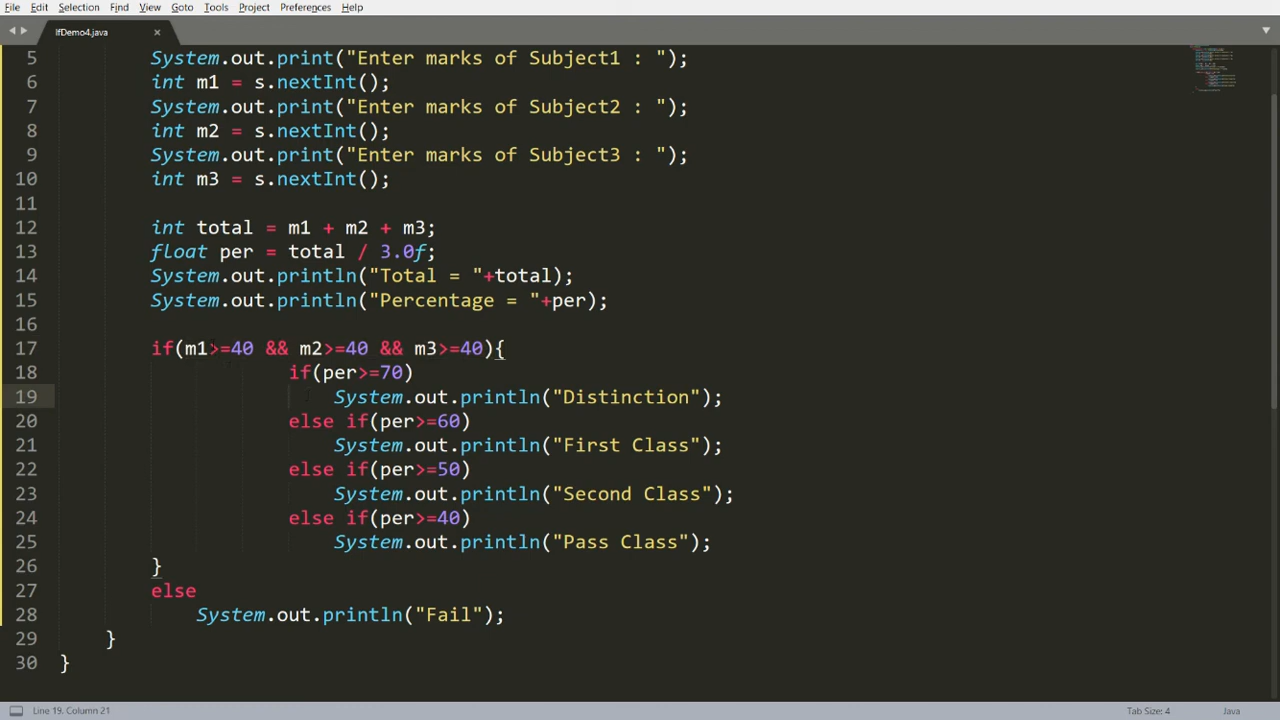 File Edit Selection Find View Goto Tools Project Preferences Help
IfDemo4.java
5 System.out.print("Enter marks of Subject1 : ");
6 int m1 = s.nextInt();
7 System.out.print("Enter marks of Subject2 : ");
8 int m2 = s.nextInt();
9 System.out.print("Enter marks of Subject3 : ");
10 int m3 = s.nextInt();
11
12 int total = m1 + m2 + m3;
13 float per = total / 3.0f;
14 System.out.println("Total = "+total);
15 System.out.println("Percentage = "+per);
16
17 if(m1>=40 && m2>=40 && m3>=40){
18 if(per>=70)
19 System.out.println("Distinction");
20 else if(per>=60)
21 System.out.println("First Class");
22 else if(per>=50)
23 System.out.println("Second Class");
24 else if(per>=40)
25 System.out.println("Pass Class");
26 }
27 else
28 System.out.println("Fail");
29 }
30 }
Line 19, Column 21 Tab Size: 4 Java